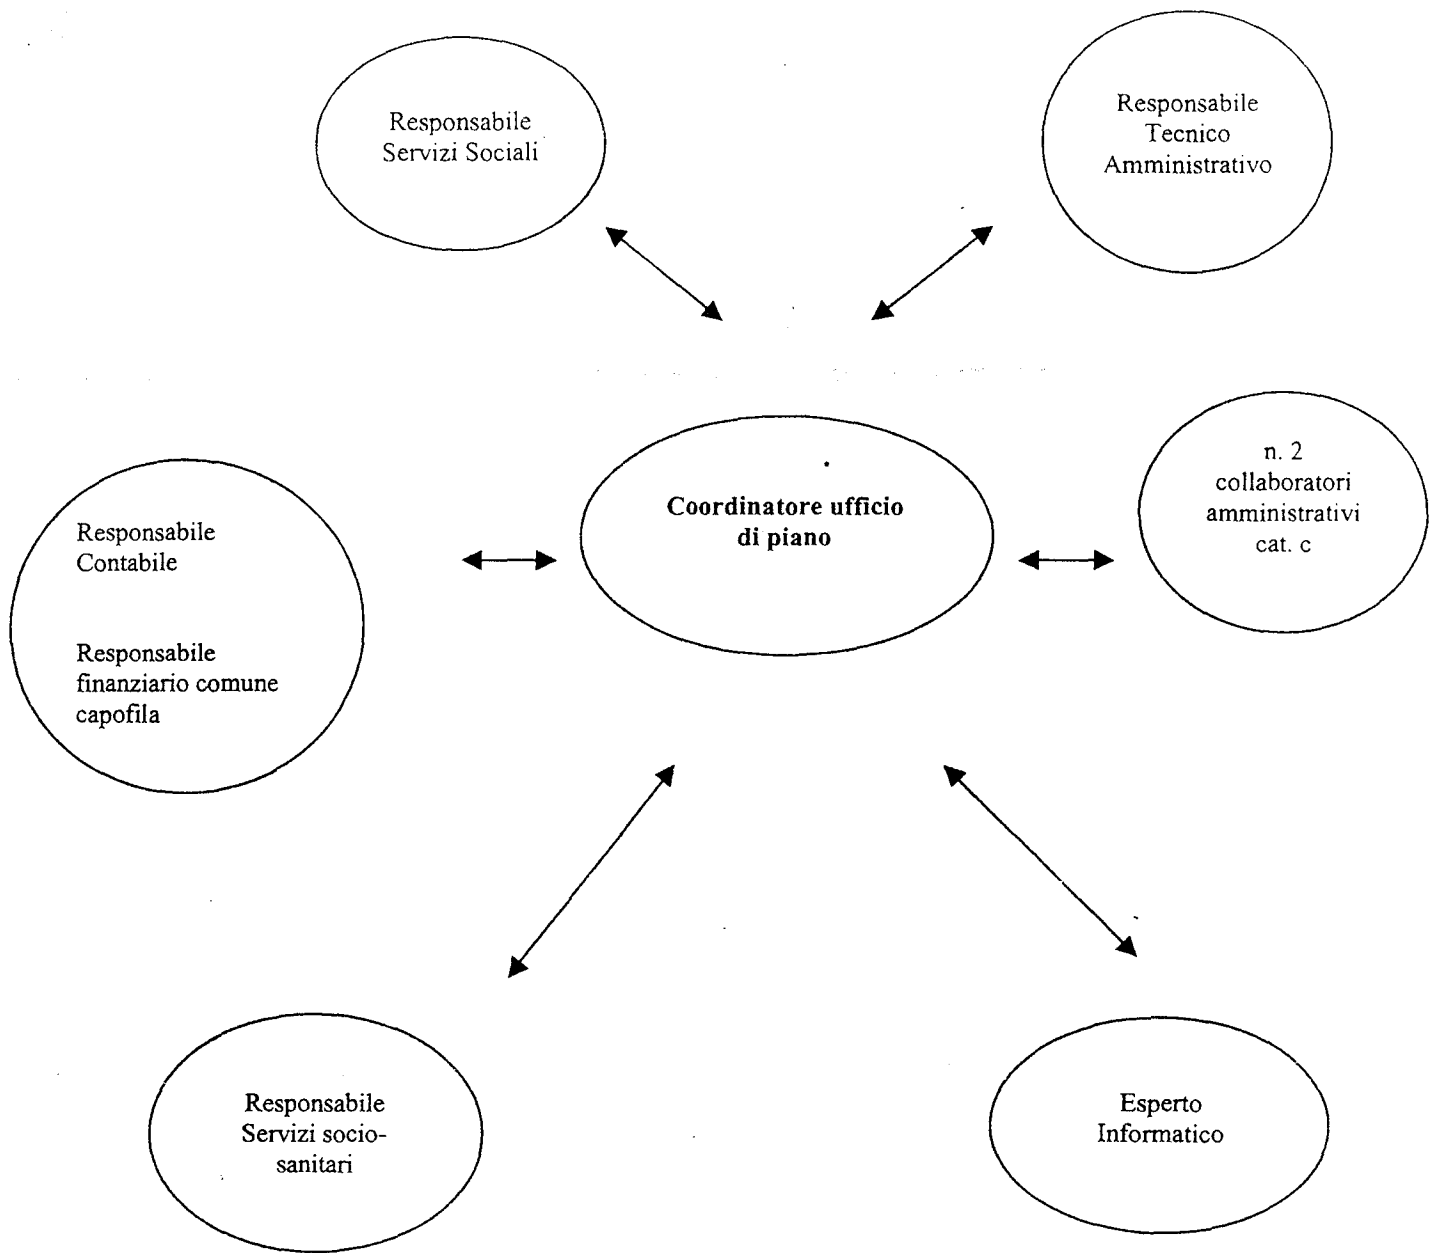 Responsabile
Servizi Sociali
Responsabile
Tecnico
Amministrativo
n. 2
collaboratori
amministrativi
cat. c
Coordinatore ufficio
di piano
Responsabile
Contabile
Responsabile
finanziario comune
capofila
Responsabile
Servizi socio-
sanitari
Esperto
Informatico